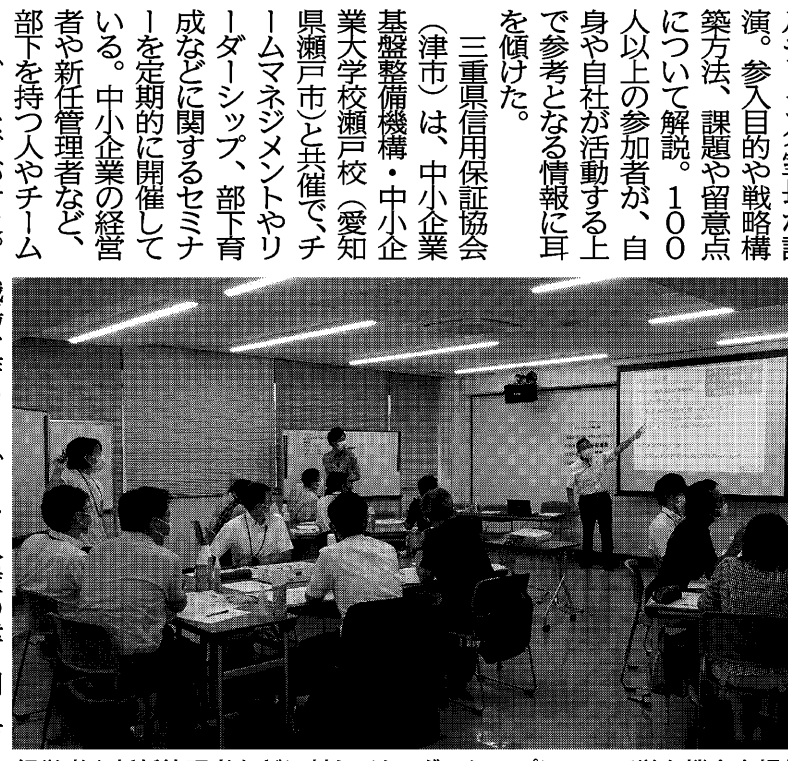 演。参入目的や戦略構
築方法、課題や留意点
について解説。100
人以上の参加者が、自
身や自社が活動する上
で参考となる情報に耳
を傾けた。
三重県信用保証協会
（津市）は、中小企業
基盤整備機構・中小企
業大学校瀬戸校（愛知
県瀬戸市）と共催で、チ
ームマネジメントやリ
ーダーシップ、部下育
成などに関するセミナ
ーを定期的に開催して
いる。中小企業の経営
者や新任管理者など、
部下を持つ人やチーム